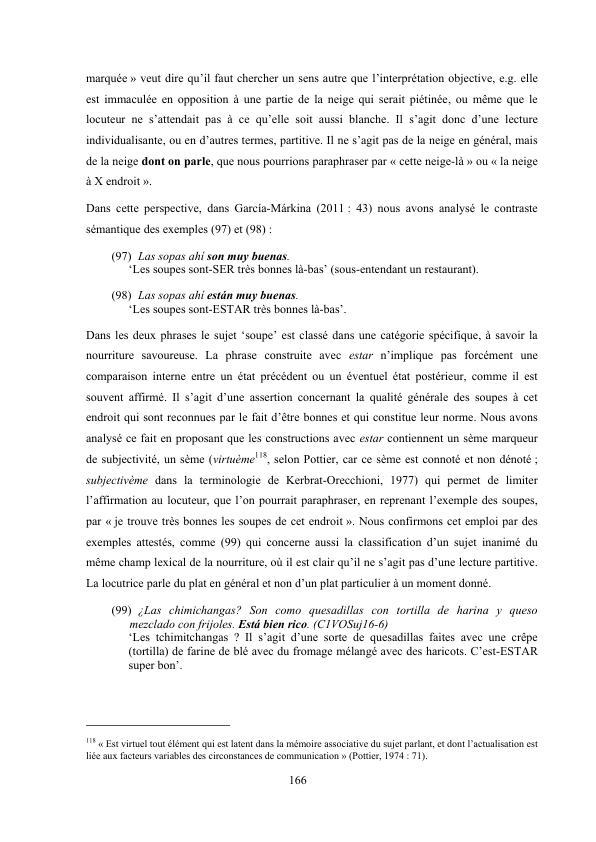 marquée » veut dire qu’il faut chercher un sens autre que l’interprétation objective, e.g. elle
est immaculée en opposition à une partie de la neige qui serait piétinée, ou même que le
locuteur ne s’attendait pas à ce qu’elle soit aussi blanche. Il s’agit donc d’une lecture
individualisante, ou en d’autres termes, partitive. Il ne s’agit pas de la neige en général, mais
de la neige dont on parle, que nous pourrions paraphraser par « cette neige-là » ou « la neige
à X endroit ».
Dans cette perspective, dans García-Márkina (2011 : 43) nous avons analysé le contraste
sémantique des exemples (97) et (98) :
(97) Las sopas ahí son muy buenas.
‘Les soupes sont-SER très bonnes là-bas’ (sous-entendant un restaurant).
(98) Las sopas ahí están muy buenas.
‘Les soupes sont-ESTAR très bonnes là-bas’.
Dans les deux phrases le sujet ‘soupe’ est classé dans une catégorie spécifique, à savoir la
nourriture savoureuse. La phrase construite avec estar n’implique pas forcément une
comparaison interne entre un état précédent ou un éventuel état postérieur, comme il est
souvent affirmé. Il s’agit d’une assertion concernant la qualité générale des soupes à cet
endroit qui sont reconnues par le fait d’être bonnes et qui constitue leur norme. Nous avons
analysé ce fait en proposant que les constructions avec estar contiennent un sème marqueur
de subjectivité, un sème (virtuème118, selon Pottier, car ce sème est connoté et non dénoté ;
subjectivème dans la terminologie de Kerbrat-Orecchioni, 1977) qui permet de limiter
l’affirmation au locuteur, que l’on pourrait paraphraser, en reprenant l’exemple des soupes,
par « je trouve très bonnes les soupes de cet endroit ». Nous confirmons cet emploi par des
exemples attestés, comme (99) qui concerne aussi la classification d’un sujet inanimé du
même champ lexical de la nourriture, où il est clair qu’il ne s’agit pas d’une lecture partitive.
La locutrice parle du plat en général et non d’un plat particulier à un moment donné.
(99) ¿Las chimichangas? Son como quesadillas con tortilla de harina y queso
mezclado con frijoles. Está bien rico. (C1VOSuj16-6)
‘Les tchimitchangas ? Il s’agit d’une sorte de quesadillas faites avec une crêpe
(tortilla) de farine de blé avec du fromage mélangé avec des haricots. C’est-ESTAR
super bon’.
118 « Est virtuel tout élément qui est latent dans la mémoire associative du sujet parlant, et dont l’actualisation est
liée aux facteurs variables des circonstances de communication » (Pottier, 1974 : 71).
166